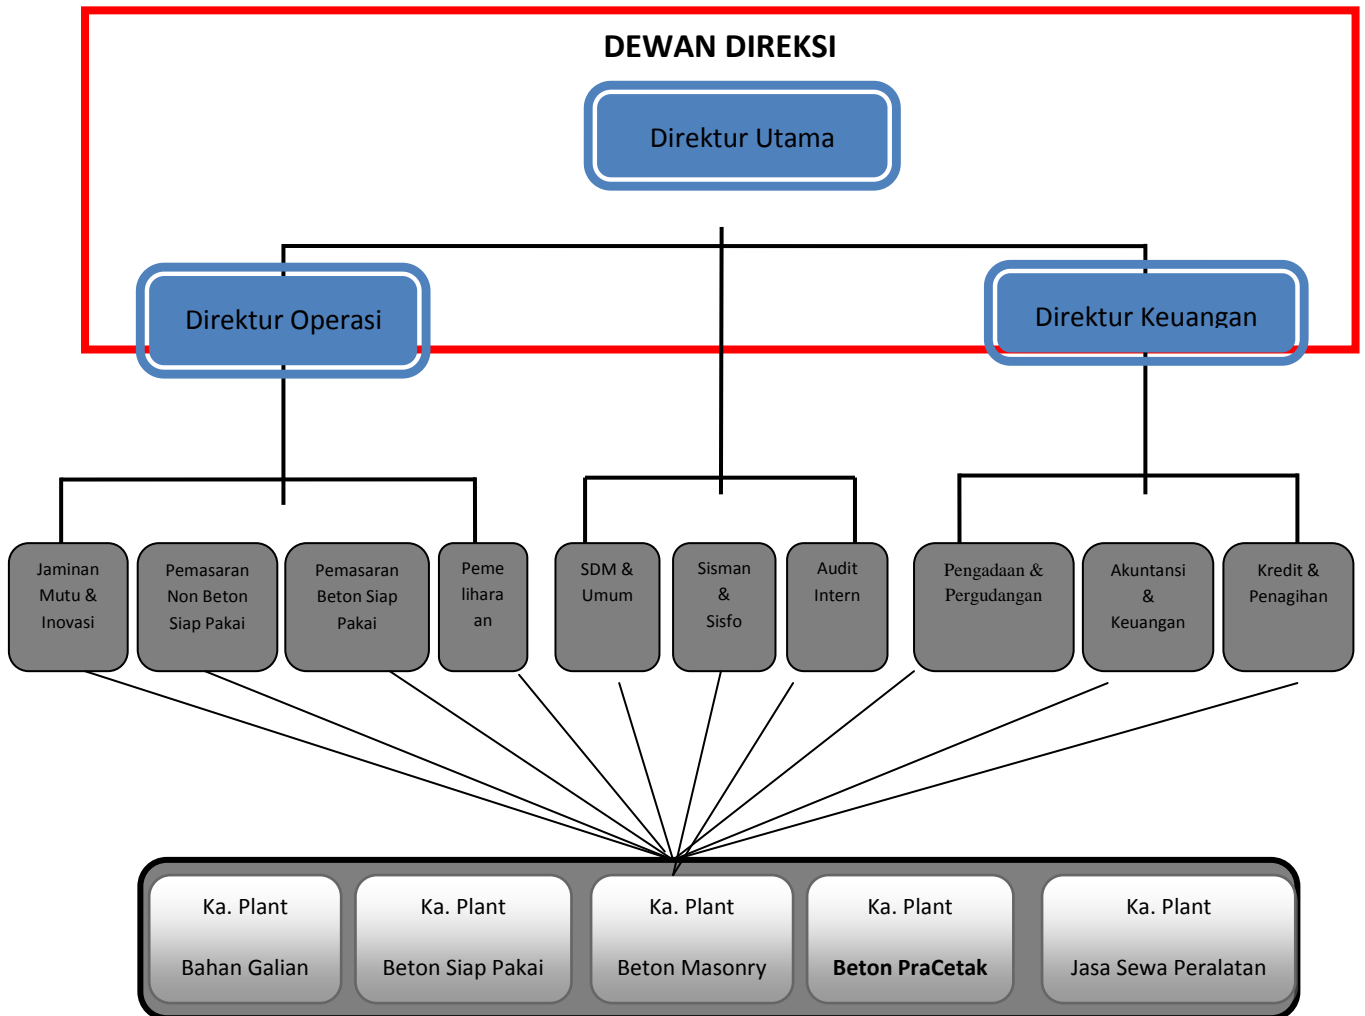 DEWAN DIREKSI
Direktur Utama
Direktur Operasi
Direktur Keuangan
Jaminan
Mutu &
Inovasi
Pemasaran
Non Beton
Siap Pakai
Pemasaran
Beton Siap
Pakai
Peme
liharaan
SDM &
Umum
Sisman
&
Sisfo
Audit
Intern
Pengadaan &
Pergudangan
Akuntansi
&
Keuangan
Kredit &
Penagihan
Ka. Plant
Bahan Galian
Ka. Plant
Beton Siap Pakai
Ka. Plant
Beton Masonry
Ka. Plant
Beton PraCetak
Ka. Plant
Jasa Sewa Peralatan